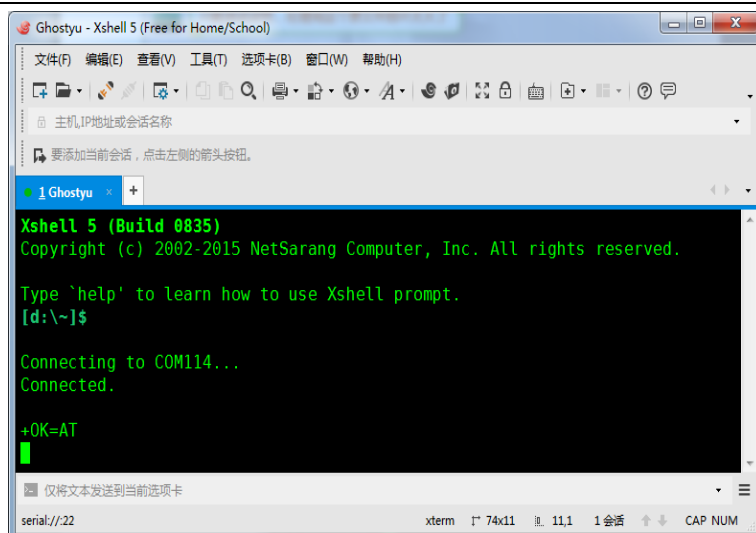 Ghostyu - Xshell 5 (Free for Home/School)
文件(F) 编辑(E) 查看(V) 工具(T) 选项卡(B) 窗口(W) 帮助(H)
主机,IP地址或会话名称
要添加当前会话，点击左侧的箭头按钮。
1 Ghostyu
Xshell 5 (Build 0835)
Copyright (c) 2002-2015 NetSarang Computer, Inc. All rights reserved.
Type `help' to learn how to use Xshell prompt.
[d:\~]$
Connecting to COM114...
Connected.
+OK=AT
仅将文本发送到当前选项卡
serial://:22 xterm 74x11 11,1 1 会话 CAP NUM